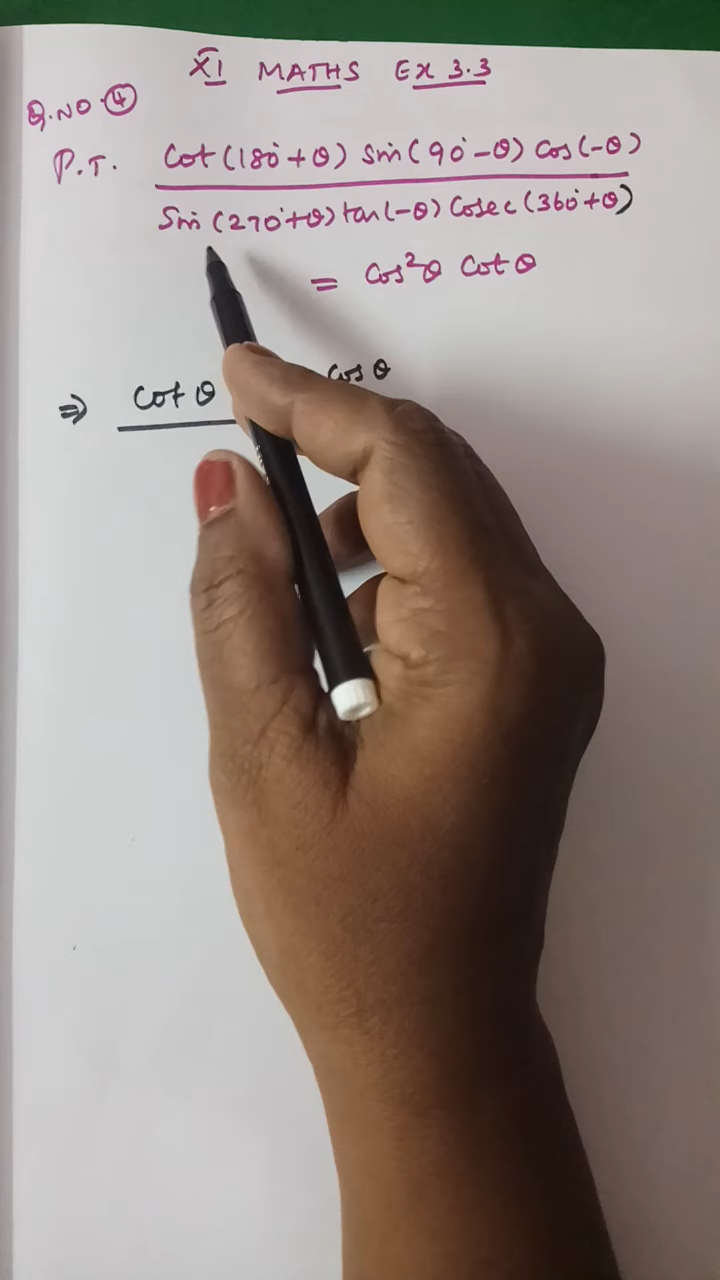 XI MATHS Ex 3.3
Q.NO.④
P.T. Cot(180°+θ) Sin(90°-θ) Cos(-θ)
Sin(270°+θ) tan(-θ) Cosec(360°+θ)
= Cos²θ Cotθ
⇒ Cotθ Cosθ